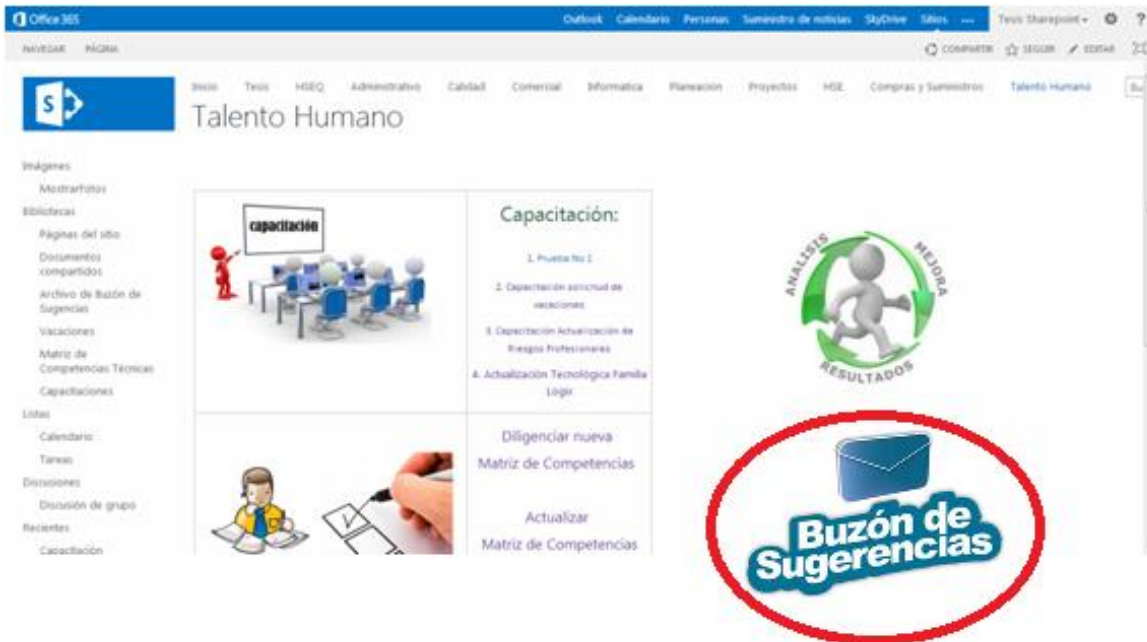 Office 365
Outlook Calendario Personas Suministro de noticias SkyDrive Sitios ••• Tesis Sharepoint ?
NAVEGAR PÁGINA
COMPARTIR SEGUIR EDITAR
S
Inicio Tesis HSEQ Administrativo Calidad Comercial Informatica Planeacion Proyectos HSE Compras y Suministros Talento Humano Bu
Talento Humano
Imágenes
Mostrarfotos
Bibliotecas
Páginas del sitio
Documentos
compartidos
Archivo de Buzón de
Sugencias
Vacaciones
Matriz de
Competencias Técnicas
Capacitaciones
Listas
Calendario
Tareas
Discusiones
Discusión de grupo
Recientes
Capacitación
capacitación
Capacitación:
1. Prueba No 1
2. Capacitación solicitud de
vacaciones
3. Capacitación Actualización de
Riesgos Profesionares
4. Actualización Tecnológica Familia
Logir
Diligenciar nueva
Matriz de Competencias
Actualizar
Matriz de Competencias
ANALISIS
MEJORA
RESULTADOS
Buzón de
Sugerencias